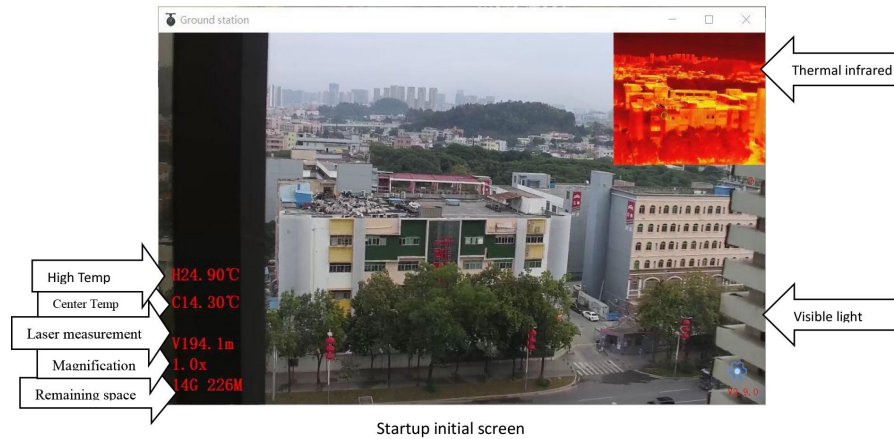 Ground station
Thermal infrared
High Temp
H24.90℃
Center Temp
C14.30℃
Laser measurement
V194.1m
Visible light
Magnification
1.0x
Remaining space
14G 226M
Startup initial screen